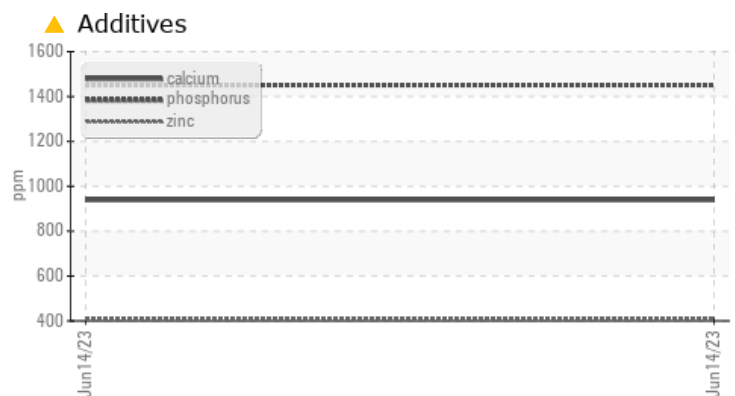 Additives
1600
1400
1200
1000
800
600
400
ppm
calcium
phosphorus
zinc
Jun14/23
Jun14/23